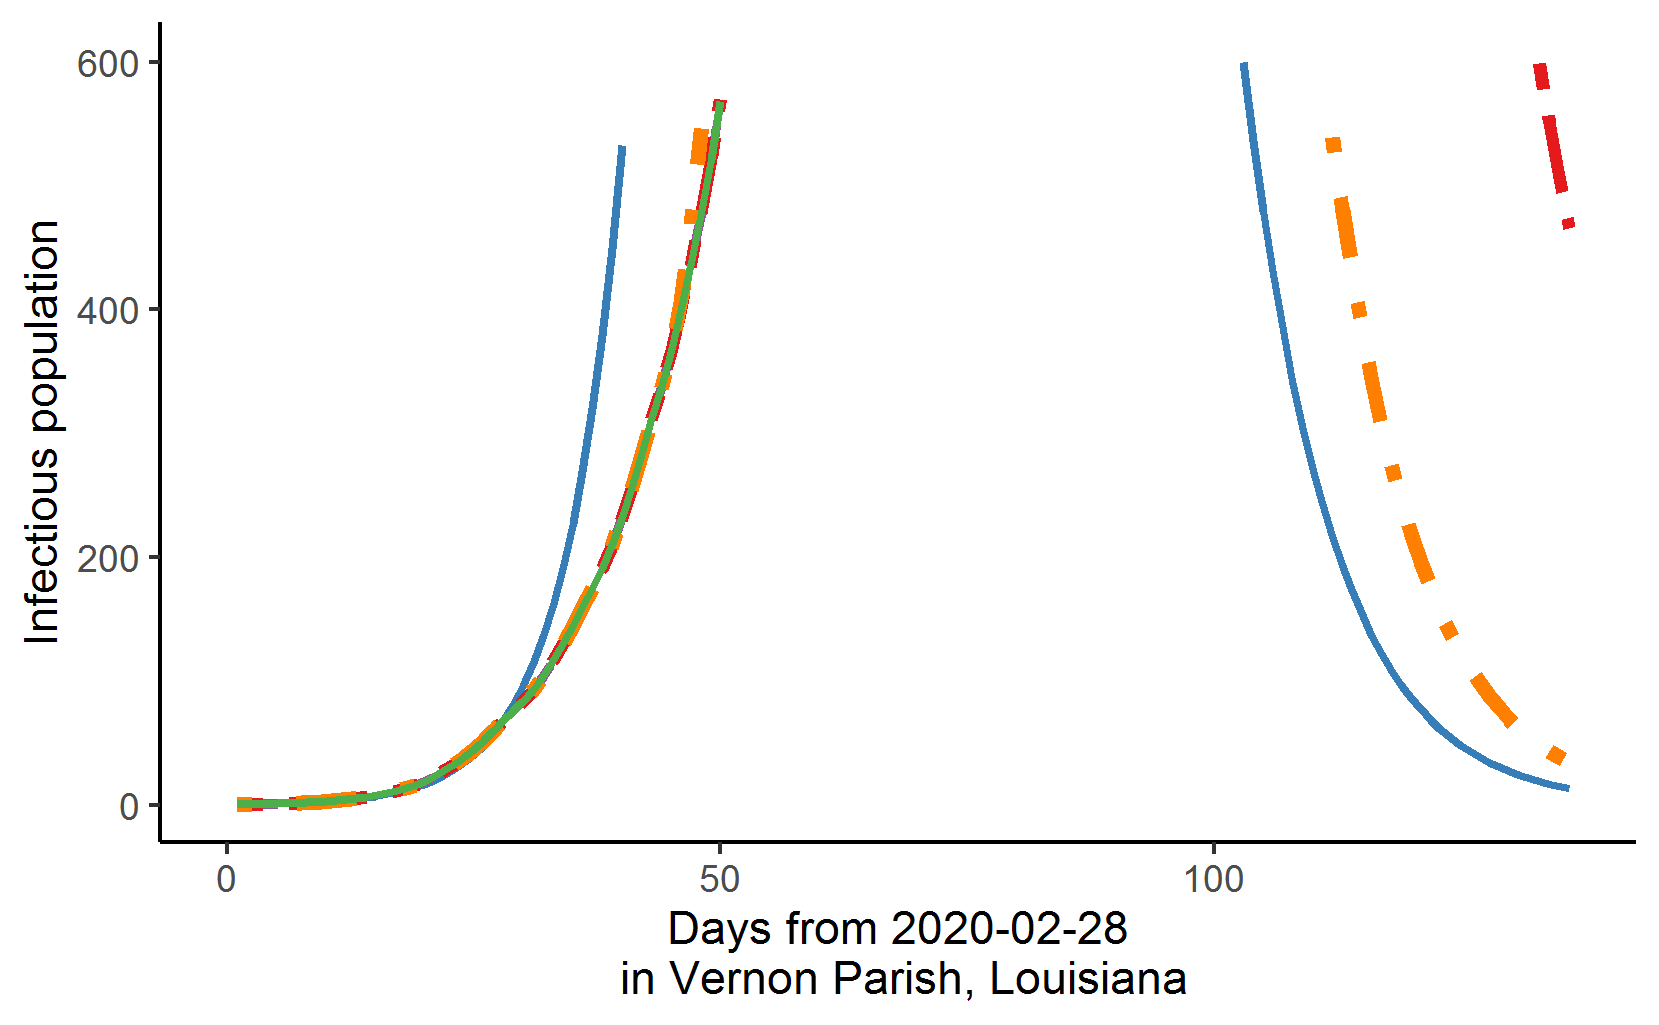 Infectious population
600
400
200
0
0 50 100
Days from 2020-02-28
in Vernon Parish, Louisiana